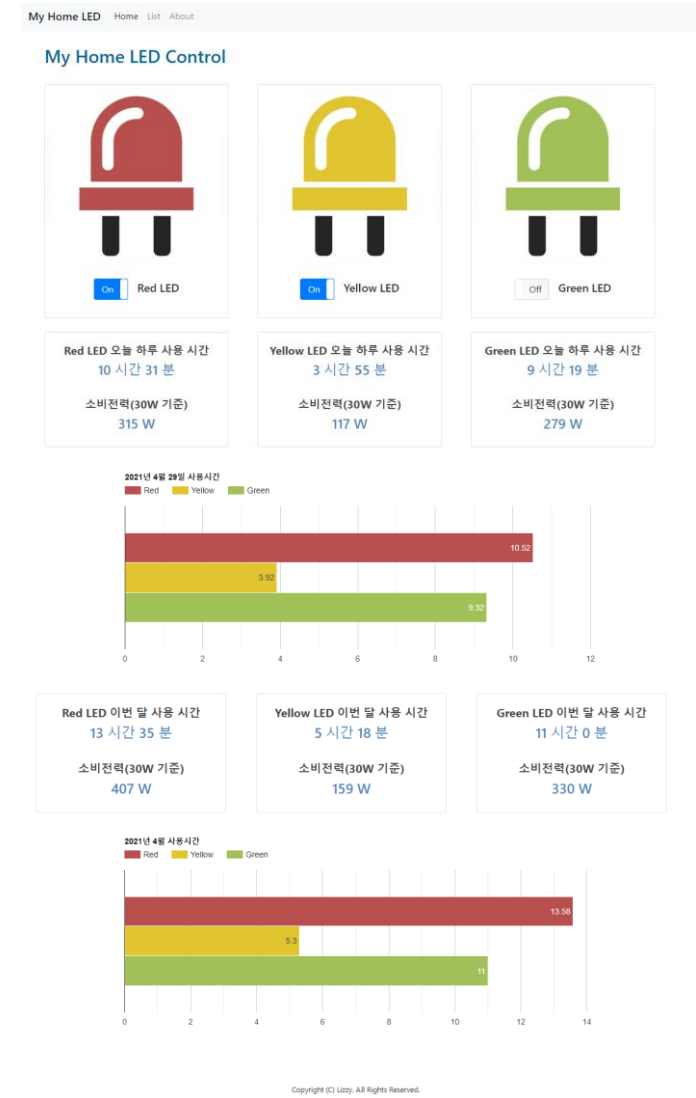 My Home LED Home List About
My Home LED Control
On Red LED
On Yellow LED
Off Green LED
Red LED 오늘 하루 사용 시간
10 시간 31 분
소비전력(30W 기준)
315 W
Yellow LED 오늘 하루 사용 시간
3 시간 55 분
소비전력(30W 기준)
117 W
Green LED 오늘 하루 사용 시간
9 시간 19 분
소비전력(30W 기준)
279 W
2021년 4월 29일 사용시간
Red Yellow Green
10.52
3.92
9.32
0 2 4 6 8 10 12
Red LED 이번 달 사용 시간
13 시간 35 분
소비전력(30W 기준)
407 W
Yellow LED 이번 달 사용 시간
5 시간 18 분
소비전력(30W 기준)
159 W
Green LED 이번 달 사용 시간
11 시간 0 분
소비전력(30W 기준)
330 W
2021년 4월 사용시간
Red Yellow Green
13.58
5.3
11
0 2 4 6 8 10 12 14
Copyright (C) Lizzy. All Rights Reserved.